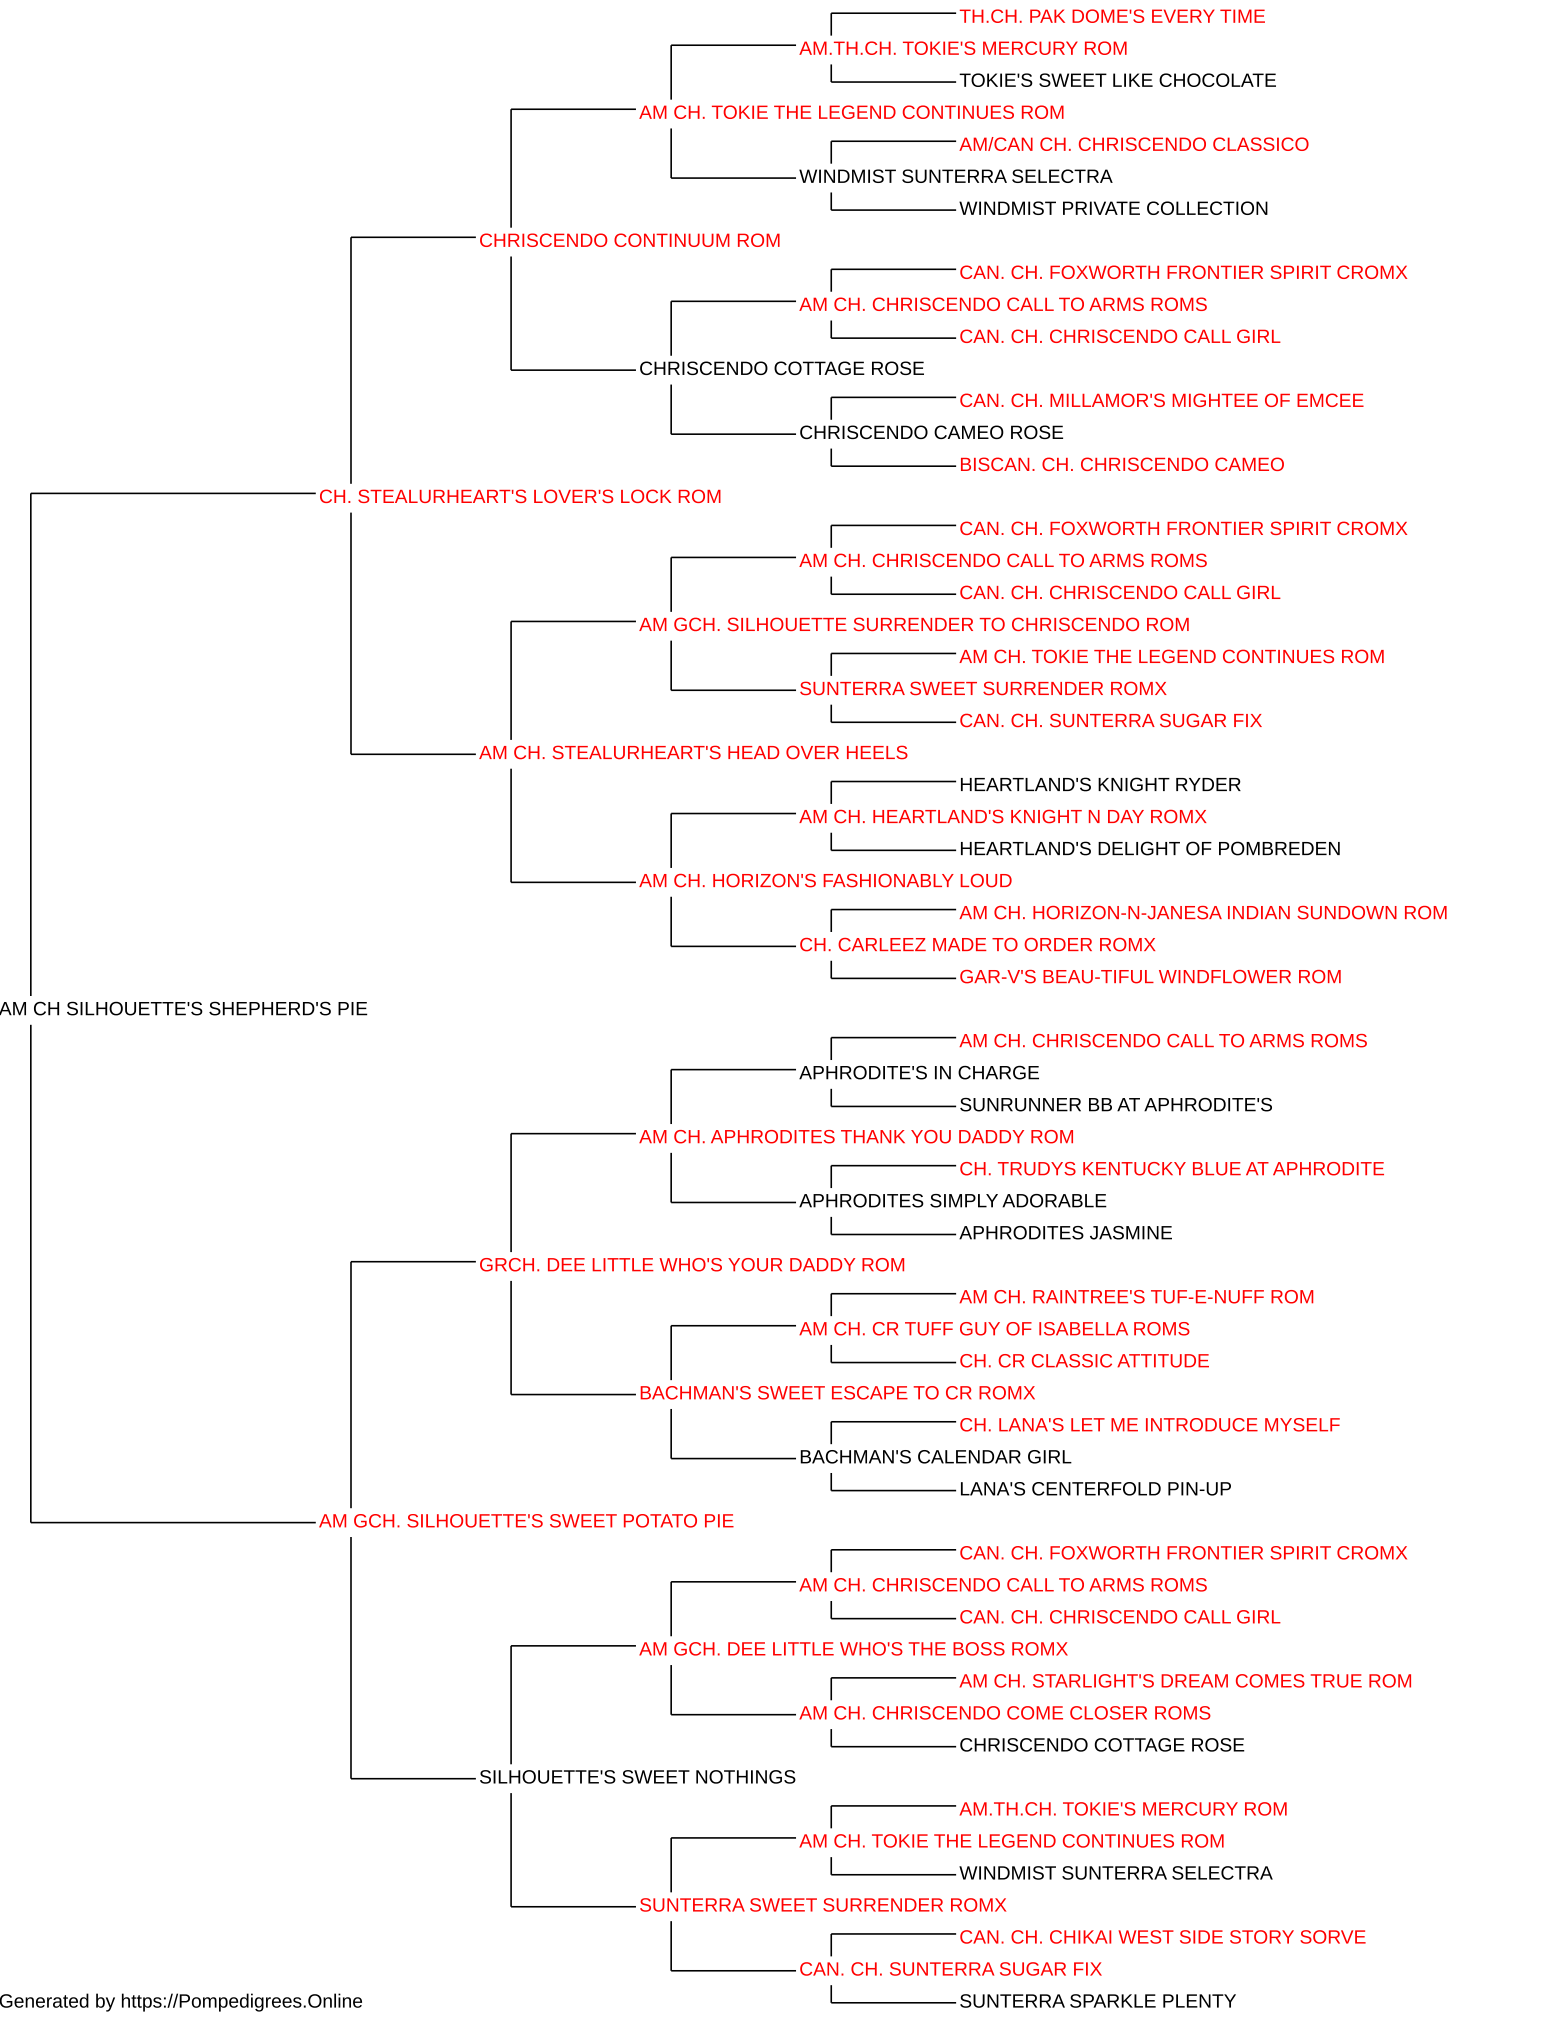 TH.CH. PAK DOME'S EVERY TIME
AM.TH.CH. TOKIE'S MERCURY ROM
TOKIE'S SWEET LIKE CHOCOLATE
AM CH. TOKIE THE LEGEND CONTINUES ROM
AM/CAN CH. CHRISCENDO CLASSICO
WINDMIST SUNTERRA SELECTRA
WINDMIST PRIVATE COLLECTION
CHRISCENDO CONTINUUM ROM
CAN. CH. FOXWORTH FRONTIER SPIRIT CROMX
AM CH. CHRISCENDO CALL TO ARMS ROMS
CAN. CH. CHRISCENDO CALL GIRL
CHRISCENDO COTTAGE ROSE
CAN. CH. MILLAMOR'S MIGHTEE OF EMCEE
CHRISCENDO CAMEO ROSE
BISCAN. CH. CHRISCENDO CAMEO
CH. STEALURHEART'S LOVER'S LOCK ROM
CAN. CH. FOXWORTH FRONTIER SPIRIT CROMX
AM CH. CHRISCENDO CALL TO ARMS ROMS
CAN. CH. CHRISCENDO CALL GIRL
AM GCH. SILHOUETTE SURRENDER TO CHRISCENDO ROM
AM CH. TOKIE THE LEGEND CONTINUES ROM
SUNTERRA SWEET SURRENDER ROMX
CAN. CH. SUNTERRA SUGAR FIX
AM CH. STEALURHEART'S HEAD OVER HEELS
HEARTLAND'S KNIGHT RYDER
AM CH. HEARTLAND'S KNIGHT N DAY ROMX
HEARTLAND'S DELIGHT OF POMBREDEN
AM CH. HORIZON'S FASHIONABLY LOUD
AM CH. HORIZON-N-JANESA INDIAN SUNDOWN ROM
CH. CARLEEZ MADE TO ORDER ROMX
GAR-V'S BEAU-TIFUL WINDFLOWER ROM
AM CH SILHOUETTE'S SHEPHERD'S PIE
AM CH. CHRISCENDO CALL TO ARMS ROMS
APHRODITE'S IN CHARGE
SUNRUNNER BB AT APHRODITE'S
AM CH. APHRODITES THANK YOU DADDY ROM
CH. TRUDYS KENTUCKY BLUE AT APHRODITE
APHRODITES SIMPLY ADORABLE
APHRODITES JASMINE
GRCH. DEE LITTLE WHO'S YOUR DADDY ROM
AM CH. RAINTREE'S TUF-E-NUFF ROM
AM CH. CR TUFF GUY OF ISABELLA ROMS
CH. CR CLASSIC ATTITUDE
BACHMAN'S SWEET ESCAPE TO CR ROMX
CH. LANA'S LET ME INTRODUCE MYSELF
BACHMAN'S CALENDAR GIRL
LANA'S CENTERFOLD PIN-UP
AM GCH. SILHOUETTE'S SWEET POTATO PIE
CAN. CH. FOXWORTH FRONTIER SPIRIT CROMX
AM CH. CHRISCENDO CALL TO ARMS ROMS
CAN. CH. CHRISCENDO CALL GIRL
AM GCH. DEE LITTLE WHO'S THE BOSS ROMX
AM CH. STARLIGHT'S DREAM COMES TRUE ROM
AM CH. CHRISCENDO COME CLOSER ROMS
CHRISCENDO COTTAGE ROSE
SILHOUETTE'S SWEET NOTHINGS
AM.TH.CH. TOKIE'S MERCURY ROM
AM CH. TOKIE THE LEGEND CONTINUES ROM
WINDMIST SUNTERRA SELECTRA
SUNTERRA SWEET SURRENDER ROMX
CAN. CH. CHIKAI WEST SIDE STORY SORVE
CAN. CH. SUNTERRA SUGAR FIX
SUNTERRA SPARKLE PLENTY
Generated by https://Pompedigrees.Online